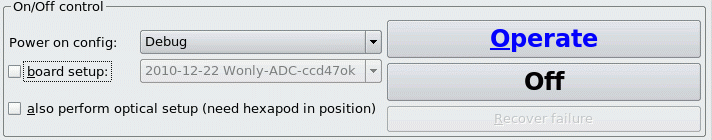 On/Off control
Power on config: Debug
Operate
board setup: 2010-12-22 Wonly-ADC-ccd47ok
Off
also perform optical setup (need hexapod in position)
Recover failure